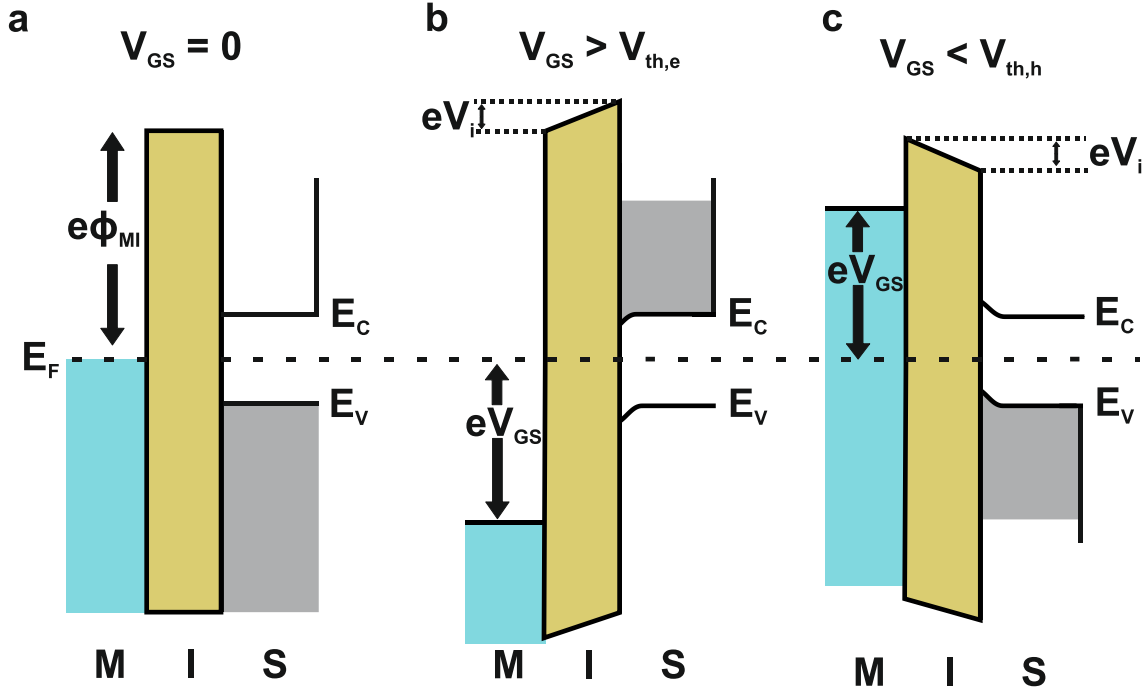 a
V_GS = 0
eϕ_MI
E_C
E_F
E_V
M I S
b
V_GS > V_th,e
eV_i
E_C
eV_GS
E_V
M I S
c
V_GS < V_th,h
eV_i
eV_GS
E_C
E_V
M I S